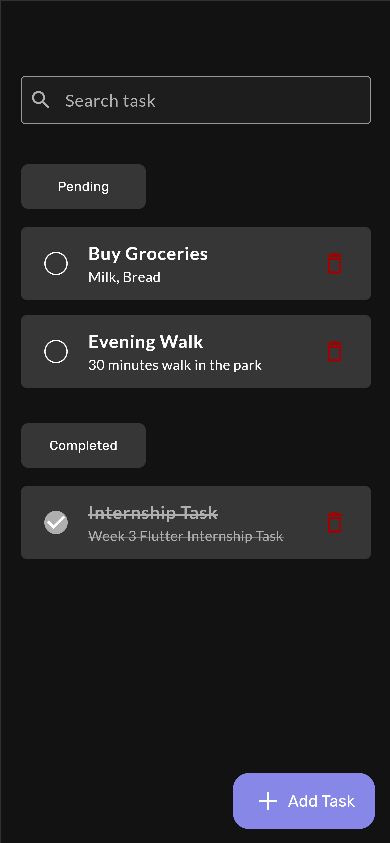 Search task
Pending
Buy Groceries
Milk, Bread
Evening Walk
30 minutes walk in the park
Completed
Internship Task
Week 3 Flutter Internship Task
Add Task